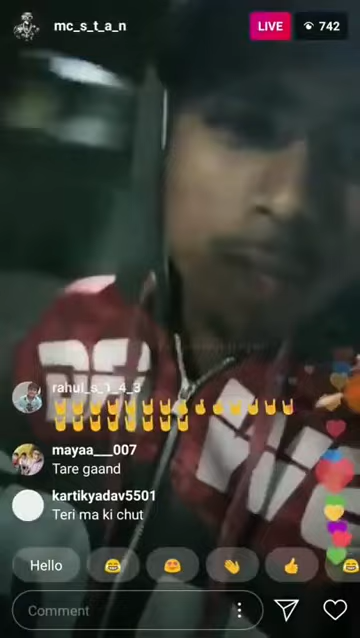 mc_s_t_a_n
LIVE
742
rahul_s_1_4_3
🤘🤘🤘🤘🤘🤘🤘🤘🤘🤘🤘🤘🤘🤘
🤘🤘🤘🤘🤘🤘🤘🤘
mayaa___007
Tare gaand
kartikyadav5501
Teri ma ki chut
Hello
Comment